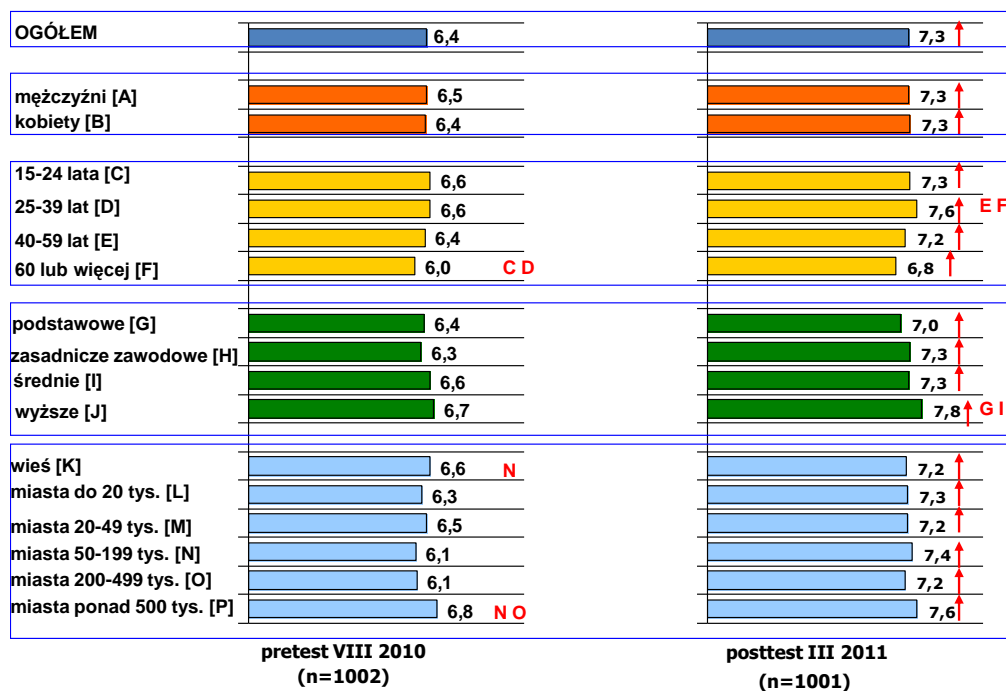 OGÓŁEM 6,4 7,3
mężczyźni [A] 6,5 7,3
kobiety [B] 6,4 7,3
15-24 lata [C] 6,6 7,3
25-39 lat [D] 6,6 7,6 E F
40-59 lat [E] 6,4 7,2
60 lub więcej [F] 6,0 C D 6,8
podstawowe [G] 6,4 7,0
zasadnicze zawodowe [H] 6,3 7,3
średnie [I] 6,6 7,3
wyższe [J] 6,7 7,8 G I
wieś [K] 6,6 N 7,2
miasta do 20 tys. [L] 6,3 7,3
miasta 20-49 tys. [M] 6,5 7,2
miasta 50-199 tys. [N] 6,1 7,4
miasta 200-499 tys. [O] 6,1 7,2
miasta ponad 500 tys. [P] 6,8 N O 7,6
pretest VIII 2010 posttest III 2011
(n=1002) (n=1001)